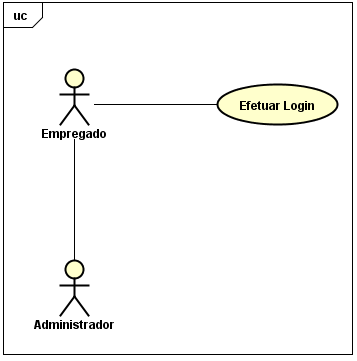 uc
Efetuar Login
Empregado
Administrador